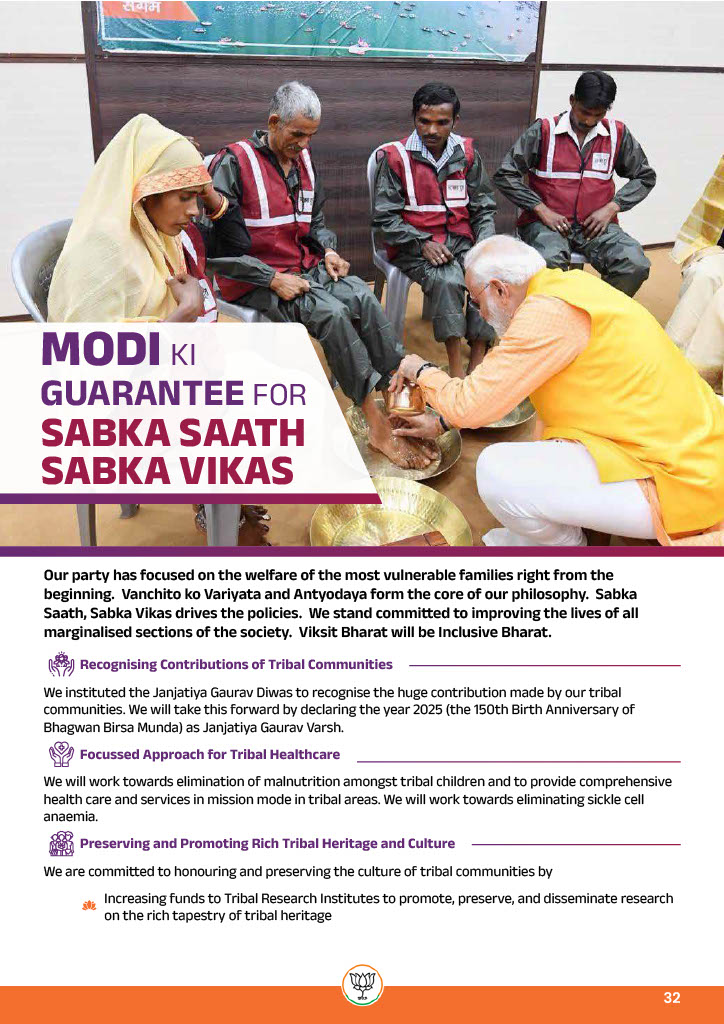 संगम
MODI KI
GUARANTEE FOR
SABKA SAATH
SABKA VIKAS
Our party has focused on the welfare of the most vulnerable families right from the
beginning. Vanchito ko Variyata and Antyodaya form the core of our philosophy. Sabka
Saath, Sabka Vikas drives the policies. We stand committed to improving the lives of all
marginalised sections of the society. Viksit Bharat will be Inclusive Bharat.
Recognising Contributions of Tribal Communities
We instituted the Janjatiya Gaurav Diwas to recognise the huge contribution made by our tribal
communities. We will take this forward by declaring the year 2025 (the 150th Birth Anniversary of
Bhagwan Birsa Munda) as Janjatiya Gaurav Varsh.
Focussed Approach for Tribal Healthcare
We will work towards elimination of malnutrition amongst tribal children and to provide comprehensive
health care and services in mission mode in tribal areas. We will work towards eliminating sickle cell
anaemia.
Preserving and Promoting Rich Tribal Heritage and Culture
We are committed to honouring and preserving the culture of tribal communities by
Increasing funds to Tribal Research Institutes to promote, preserve, and disseminate research
on the rich tapestry of tribal heritage
32